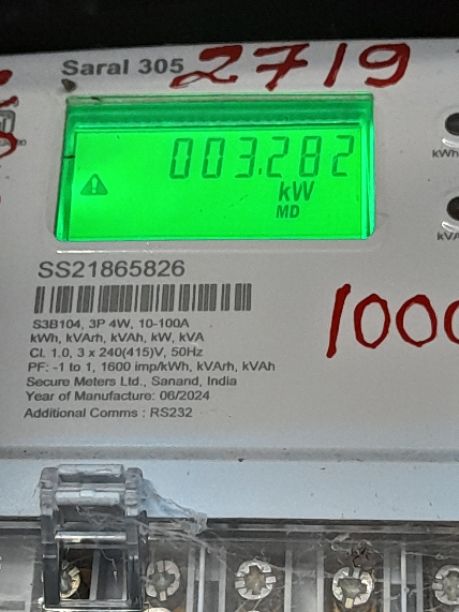 Saral 305 2719
003.282
kW
MD
kWh
kVA
SS21865826
S3B104, 3P 4W, 10-100A
kWh, kVArh, kVAh, kW, kVA
Cl. 1.0, 3 x 240(415)V, 50Hz
PF: -1 to 1, 1600 imp/kWh, kVArh, kVAh
Secure Meters Ltd., Sanand, India
Year of Manufacture: 06/2024
Additional Comms : RS232
1000